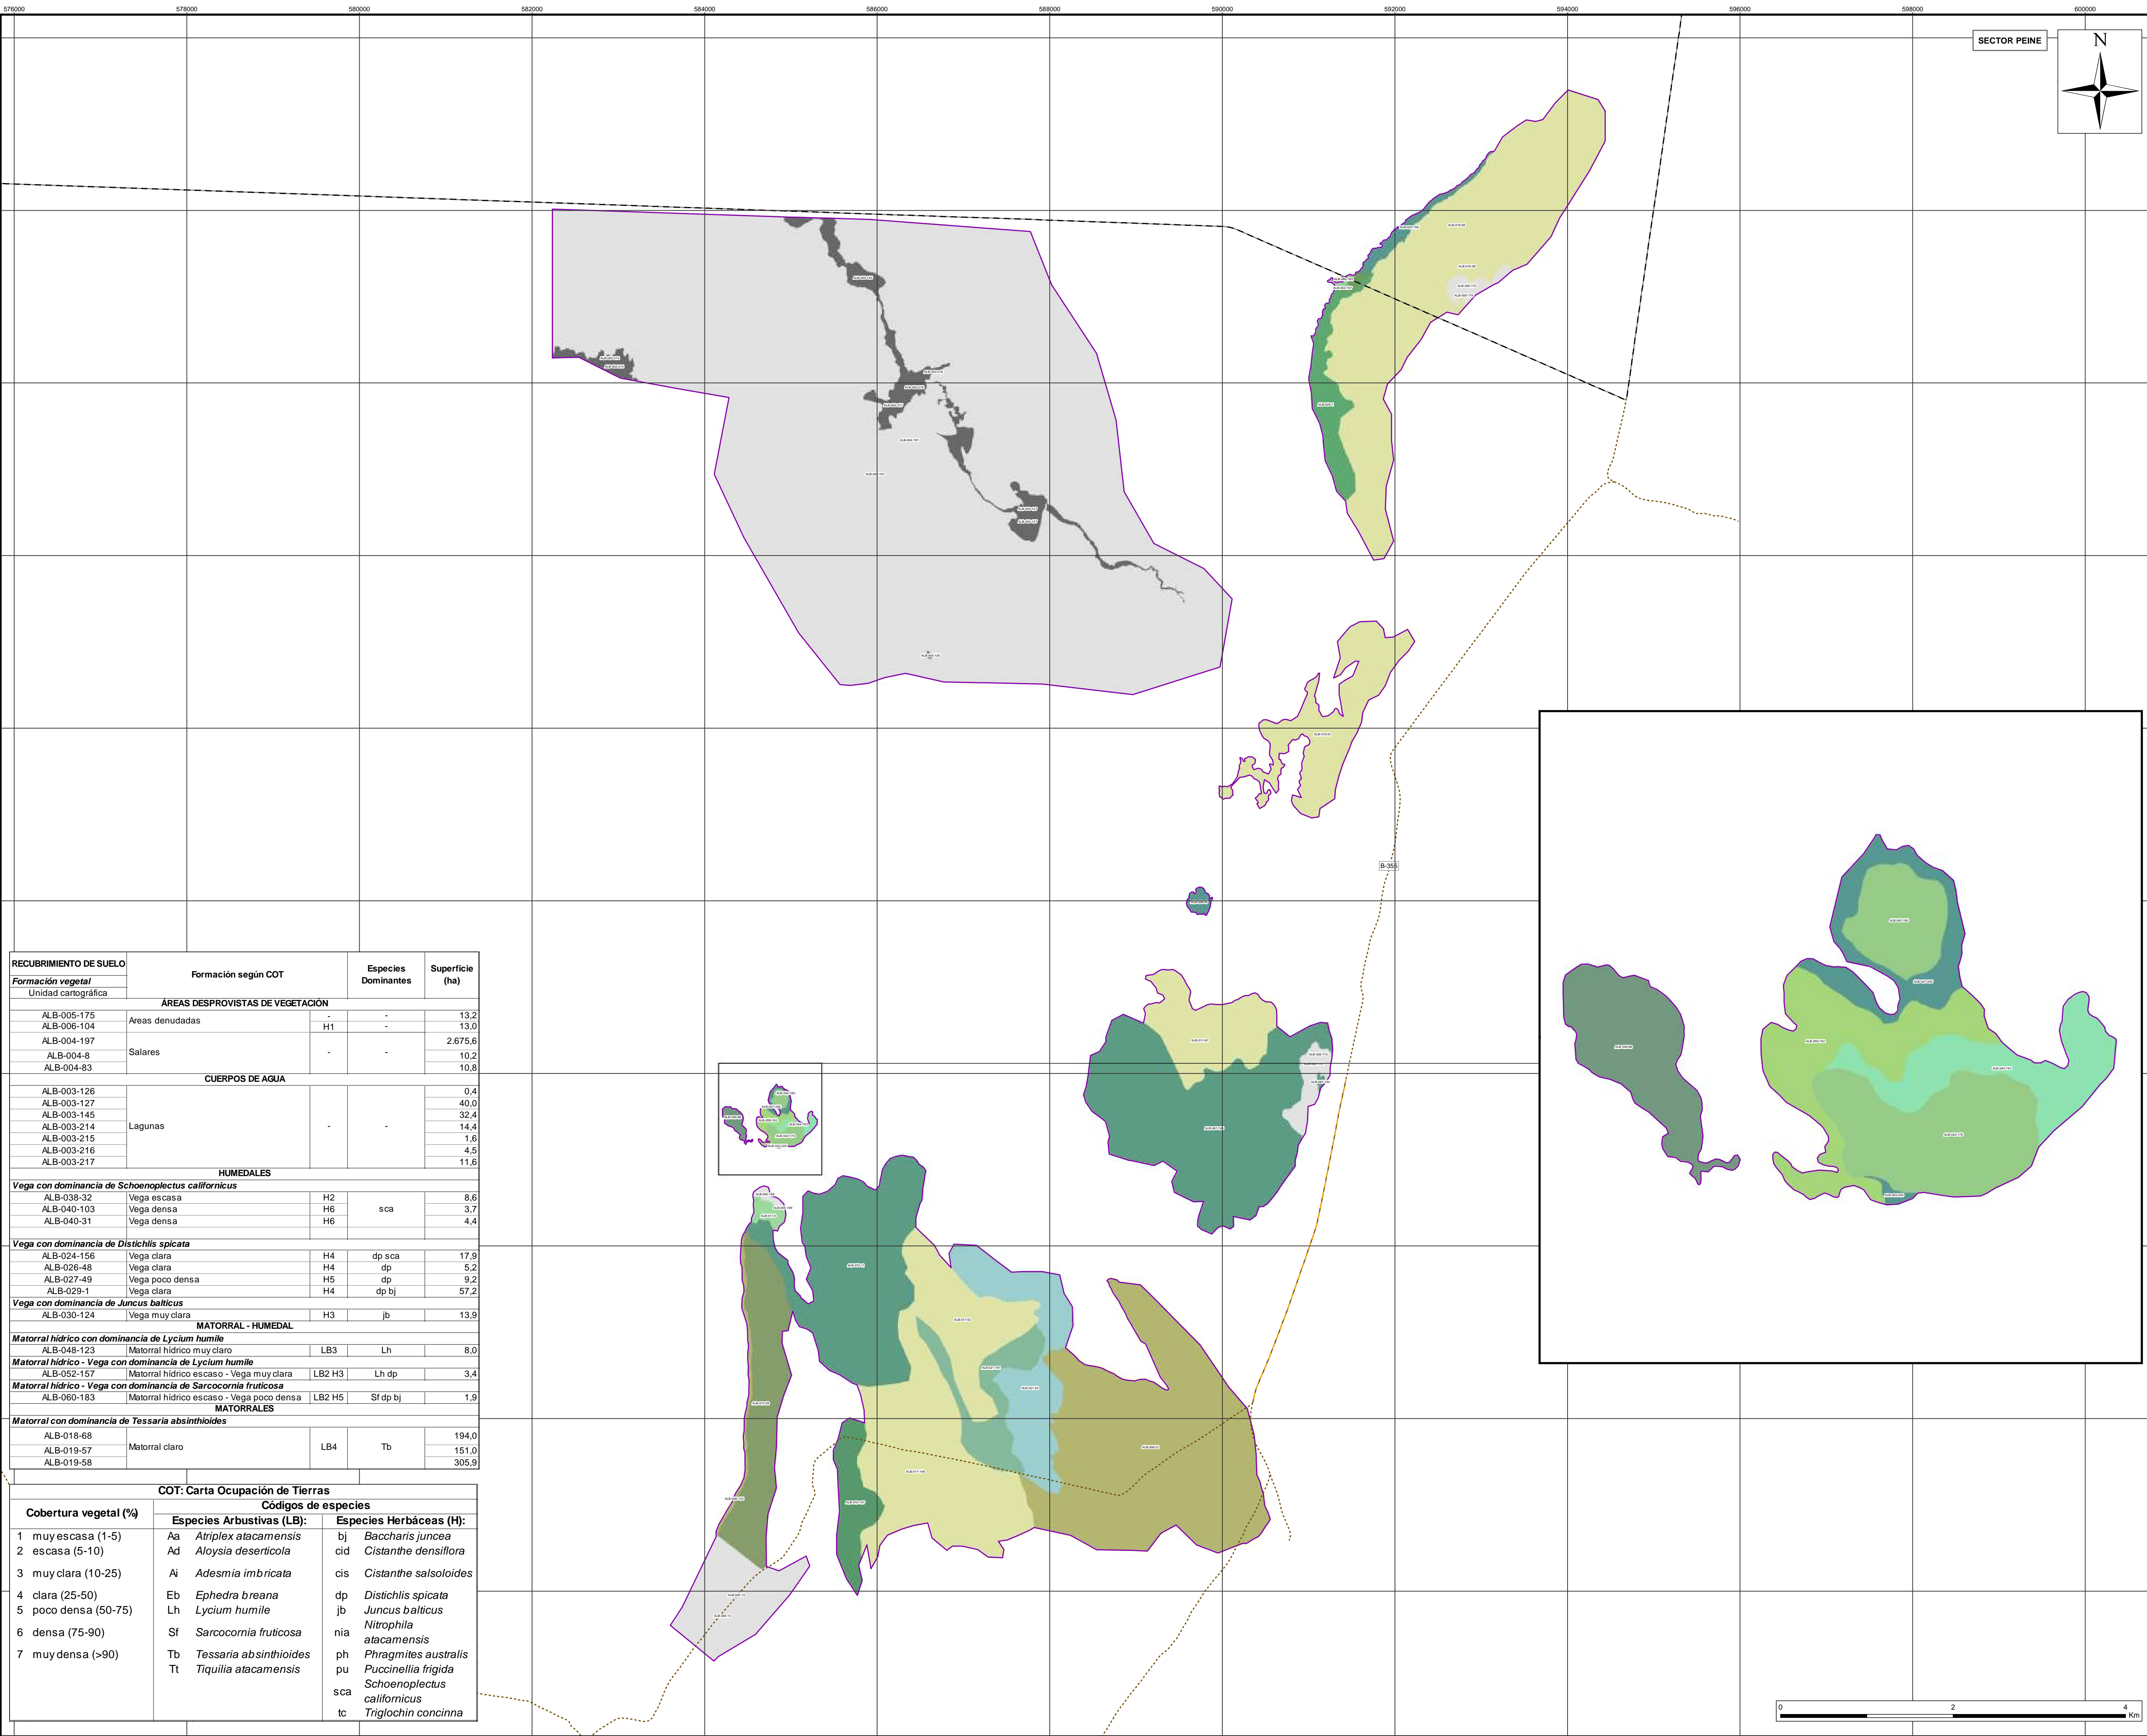 576000 578000 580000 582000 584000 586000 588000 590000 592000 594000 596000 598000 600000
SECTOR PEINE
N
B-355
RECUBRIMIENTO DE SUELO
Formación vegetal
Unidad cartográfica
Formación según COT
Especies Dominantes
Superficie (ha)
ÁREAS DESPROVISTAS DE VEGETACIÓN
ALB-005-175 Areas denudadas - - 13,2
ALB-006-104 H1 - 13,0
ALB-004-197 Salares - - 2.675,6
ALB-004-8 10,2
ALB-004-83 10,8
CUERPOS DE AGUA
ALB-003-126 0,4
ALB-003-127 40,0
ALB-003-145 32,4
ALB-003-214 Lagunas - - 14,4
ALB-003-215 1,6
ALB-003-216 4,5
ALB-003-217 11,6
HUMEDALES
Vega con dominancia de Schoenoplectus californicus
ALB-038-32 Vega escasa H2 8,6
ALB-040-103 Vega densa H6 sca 3,7
ALB-040-31 Vega densa H6 4,4
Vega con dominancia de Distichlis spicata
ALB-024-156 Vega clara H4 dp sca 17,9
ALB-026-48 Vega clara H4 dp 5,2
ALB-027-49 Vega poco densa H5 dp 9,2
ALB-029-1 Vega clara H4 dp bj 57,2
Vega con dominancia de Juncus balticus
ALB-030-124 Vega muy clara H3 jb 13,9
MATORRAL - HUMEDAL
Matorral hídrico con dominancia de Lycium humile
ALB-048-123 Matorral hídrico muy claro LB3 Lh 8,0
Matorral hídrico - Vega con dominancia de Lycium humile
ALB-052-157 Matorral hídrico escaso - Vega muy clara LB2 H3 Lh dp 3,4
Matorral hídrico - Vega con dominancia de Sarcocornia fruticosa
ALB-060-183 Matorral hídrico escaso - Vega poco densa LB2 H5 Sf dp bj 1,9
MATORRALES
Matorral con dominancia de Tessaria absinthioides
ALB-018-68 194,0
ALB-019-57 Matorral claro LB4 Tb 151,0
ALB-019-58 305,9
COT: Carta Ocupación de Tierras
Cobertura vegetal (%)
Códigos de especies
Especies Arbustivas (LB): Especies Herbáceas (H):
1 muy escasa (1-5) Aa Atriplex atacamensis bj Baccharis juncea
2 escasa (5-10) Ad Aloysia deserticola cid Cistanthe densiflora
3 muy clara (10-25) Ai Adesmia imbricata cis Cistanthe salsoloides
4 clara (25-50) Eb Ephedra breana dp Distichlis spicata
5 poco densa (50-75) Lh Lycium humile jb Juncus balticus
6 densa (75-90) Sf Sarcocornia fruticosa nia Nitrophila atacamensis
7 muy densa (>90) Tb Tessaria absinthioides ph Phragmites australis
Tt Tiquilia atacamensis pu Puccinellia frigida
sca Schoenoplectus californicus
tc Triglochin concinna
0 2 4
Km